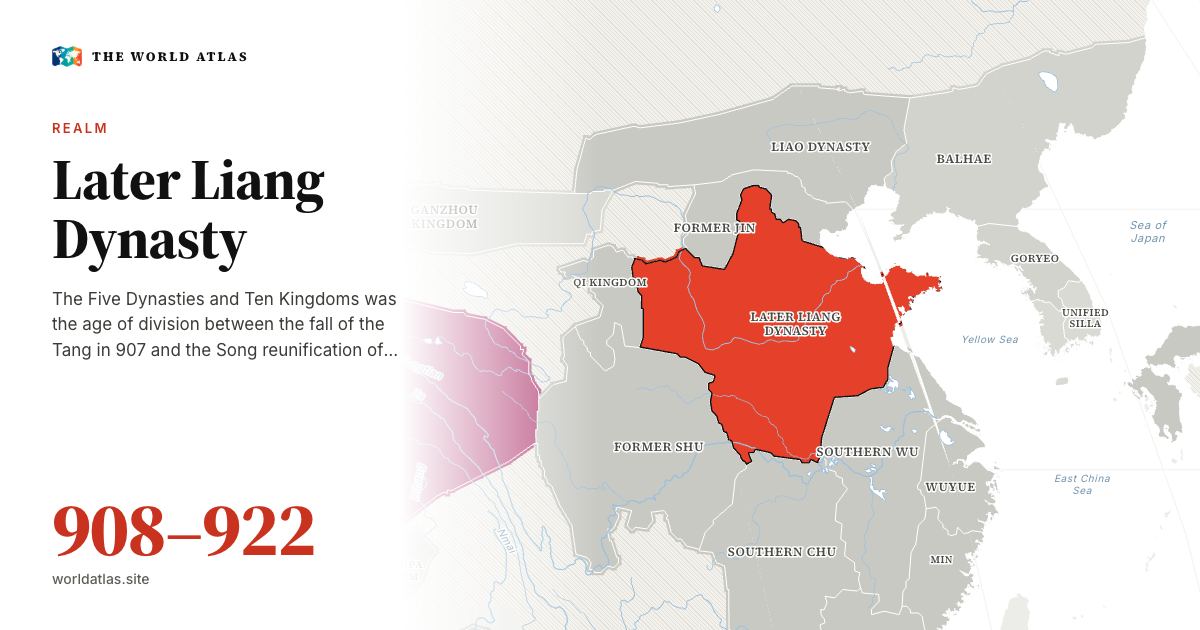 THE WORLD ATLAS
REALM
Later Liang
Dynasty
The Five Dynasties and Ten Kingdoms was
the age of division between the fall of the
Tang in 907 and the Song reunification of...
908–922
worldatlas.site
LIAO DYNASTY
BALHAE
GANZHOU
KINGDOM
FORMER JIN
Sea of
Japan
GORYEO
QI KINGDOM
LATER LIANG
DYNASTY
UNIFIED
SILLA
Yellow Sea
FORMER SHU
SOUTHERN WU
WUYUE
East China
Sea
SOUTHERN CHU
MIN